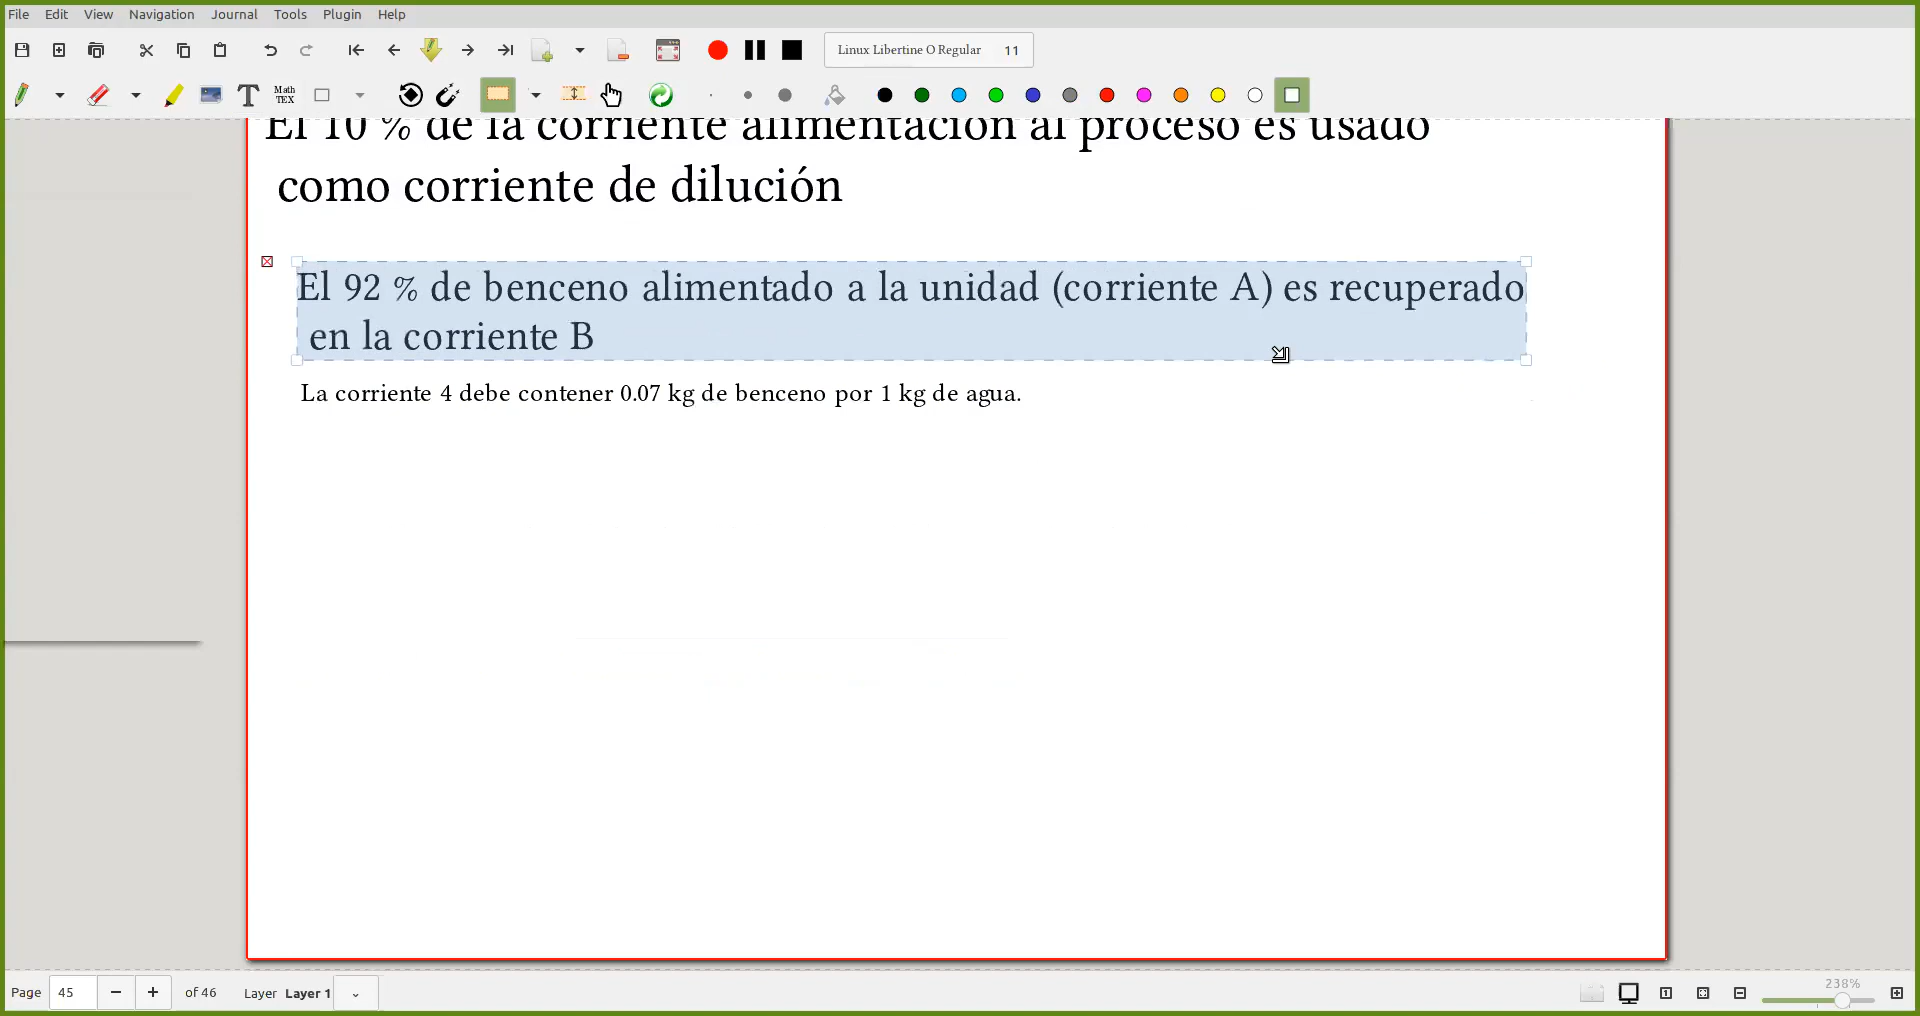 File Edit View Navigation Journal Tools Plugin Help
Linux Libertine O Regular 11
T Math TEX
El 10 % de la corriente alimentación al proceso es usado
como corriente de dilución
El 92 % de benceno alimentado a la unidad (corriente A) es recuperado
en la corriente B
La corriente 4 debe contener 0.07 kg de benceno por 1 kg de agua.
Page 45 of 46 Layer Layer 1 238%